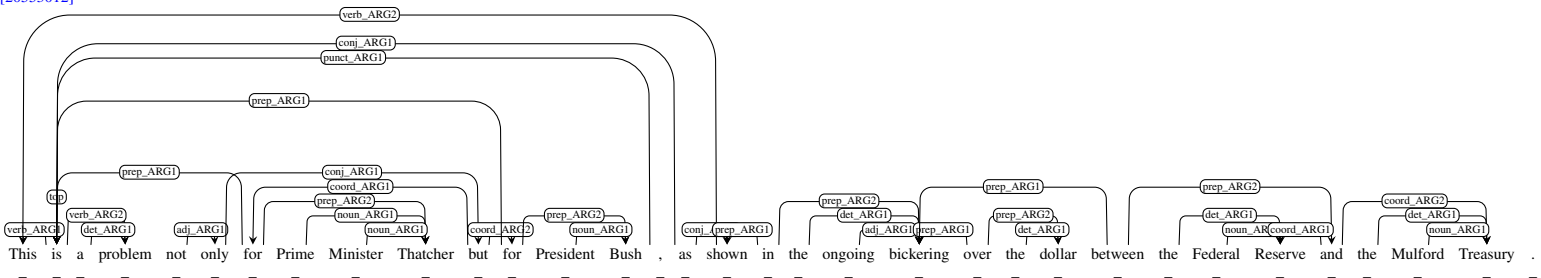 verb_ARG2
conj_ARG1
punct_ARG1
prep_ARG1
prep_ARG1 conj_ARG1
coord_ARG1 prep_ARG1 prep_ARG2
top prep_ARG2 prep_ARG2 coord_ARG2
verb_ARG2 noun_ARG1 prep_ARG2 det_ARG1 prep_ARG2 det_ARG1 det_ARG1
verb_ARG1 det_ARG1 adj_ARG1 noun_ARG1 coord_ARG2 noun_ARG1 prep_ARG1 adj_ARG1 prep_ARG1 det_ARG1 coord_ARG1 noun_ARG1
This is a problem not only for Prime Minister Thatcher but for President Bush , as shown in the ongoing bickering over the dollar between the Federal Reserve and the Mulford Treasury .